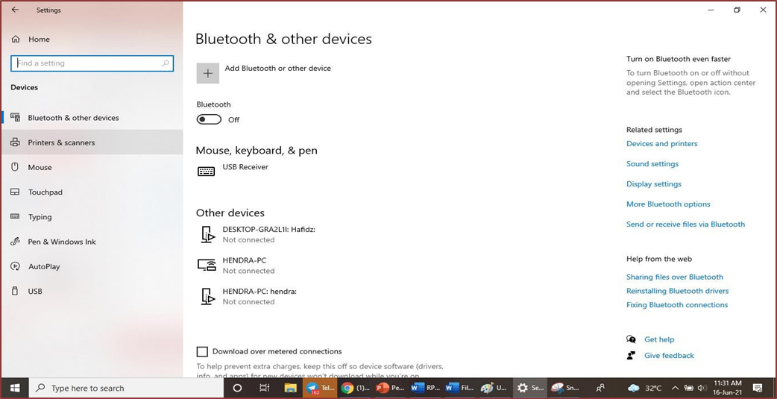 Settings
Home
Find a setting
Devices
Bluetooth & other devices
Printers & scanners
Mouse
Touchpad
Typing
Pen & Windows Ink
AutoPlay
USB
Bluetooth & other devices
Add Bluetooth or other device
Bluetooth
Off
Mouse, keyboard, & pen
USB Receiver
Other devices
DESKTOP-GRA2L1I: Hafidz:
Not connected
HENDRA-PC
Not connected
HENDRA-PC: hendra:
Not connected
Download over metered connections
To help prevent extra charges, keep this off so device software (drivers,
info, and apps) for new devices won't download while you're on
Turn on Bluetooth even faster
To turn Bluetooth on or off without
opening Settings, open action center
and select the Bluetooth icon.
Related settings
Devices and printers
Sound settings
Display settings
More Bluetooth options
Send or receive files via Bluetooth
Help from the web
Sharing files over Bluetooth
Reinstalling Bluetooth drivers
Fixing Bluetooth connections
Get help
Give feedback
Type here to search
Tel...
(1)...
Pe...
RP...
Fil...
U...
Se...
Sn...
32°C
11:31 AM
16-Jun-21